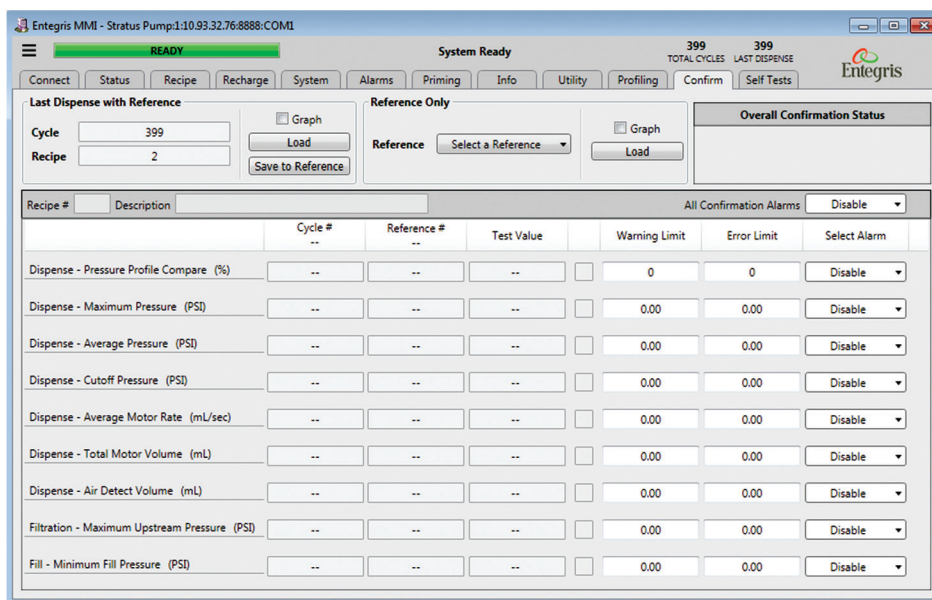 Entegris MMI - Stratus Pump:1:10.93.32.76:8888:COM1
READY
System Ready
399
TOTAL CYCLES
399
LAST DISPENSE
Entegris
Connect Status Recipe Recharge System Alarms Priming Info Utility Profiling Confirm Self Tests
Last Dispense with Reference
Cycle 399
Recipe 2
Graph
Load
Save to Reference
Reference Only
Reference Select a Reference
Graph
Load
Overall Confirmation Status
Recipe # Description All Confirmation Alarms Disable
Cycle # Reference # Test Value Warning Limit Error Limit Select Alarm
-- --
Dispense - Pressure Profile Compare (%) -- -- -- 0 0 Disable
Dispense - Maximum Pressure (PSI) -- -- -- 0.00 0.00 Disable
Dispense - Average Pressure (PSI) -- -- -- 0.00 0.00 Disable
Dispense - Cutoff Pressure (PSI) -- -- -- 0.00 0.00 Disable
Dispense - Average Motor Rate (mL/sec) -- -- -- 0.00 0.00 Disable
Dispense - Total Motor Volume (mL) -- -- -- 0.00 0.00 Disable
Dispense - Air Detect Volume (mL) -- -- -- 0.00 0.00 Disable
Filtration - Maximum Upstream Pressure (PSI) -- -- -- 0.00 0.00 Disable
Fill - Minimum Fill Pressure (PSI) -- -- -- 0.00 0.00 Disable